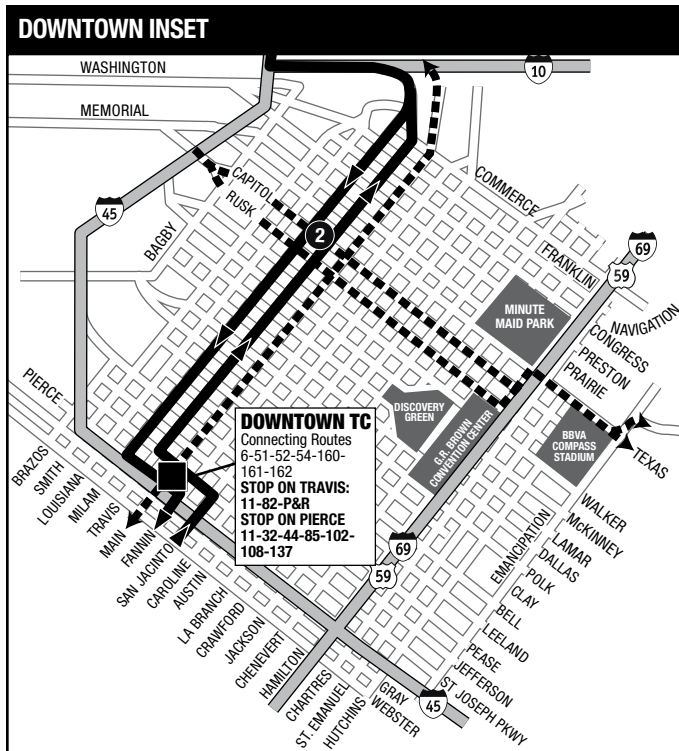 DOWNTOWN INSET
WASHINGTON
10
MEMORIAL
CAPITOL
RUSK
COMMERCE
45
BAGBY
2
FRANKLIN
69
59
MINUTE
MAID PARK
NAVIGATION
CONGRESS
PRESTON
PRAIRIE
PIERCE
DISCOVERY
GREEN
G.R. BROWN
CONVENTION CENTER
BBVA
COMPASS
STADIUM
TEXAS
DOWNTOWN TC
Connecting Routes
6-51-52-54-160-
161-162
STOP ON TRAVIS:
11-82-P&R
STOP ON PIERCE
11-32-44-85-102-
108-137
BRAZOS
SMITH
LOUISIANA
MILAM
TRAVIS
MAIN
FANNIN
SAN JACINTO
CAROLINE
AUSTIN
LA BRANCH
CRAWFORD
JACKSON
CHENEVERT
HAMILTON
CHARTRES
ST. EMANUEL
HUTCHINS
69
59
EMANCIPATION
WALKER
McKINNEY
LAMAR
DALLAS
POLK
CLAY
BELL
LEELAND
PEASE
JEFFERSON
ST JOSEPH PKWY
GRAY
WEBSTER
45